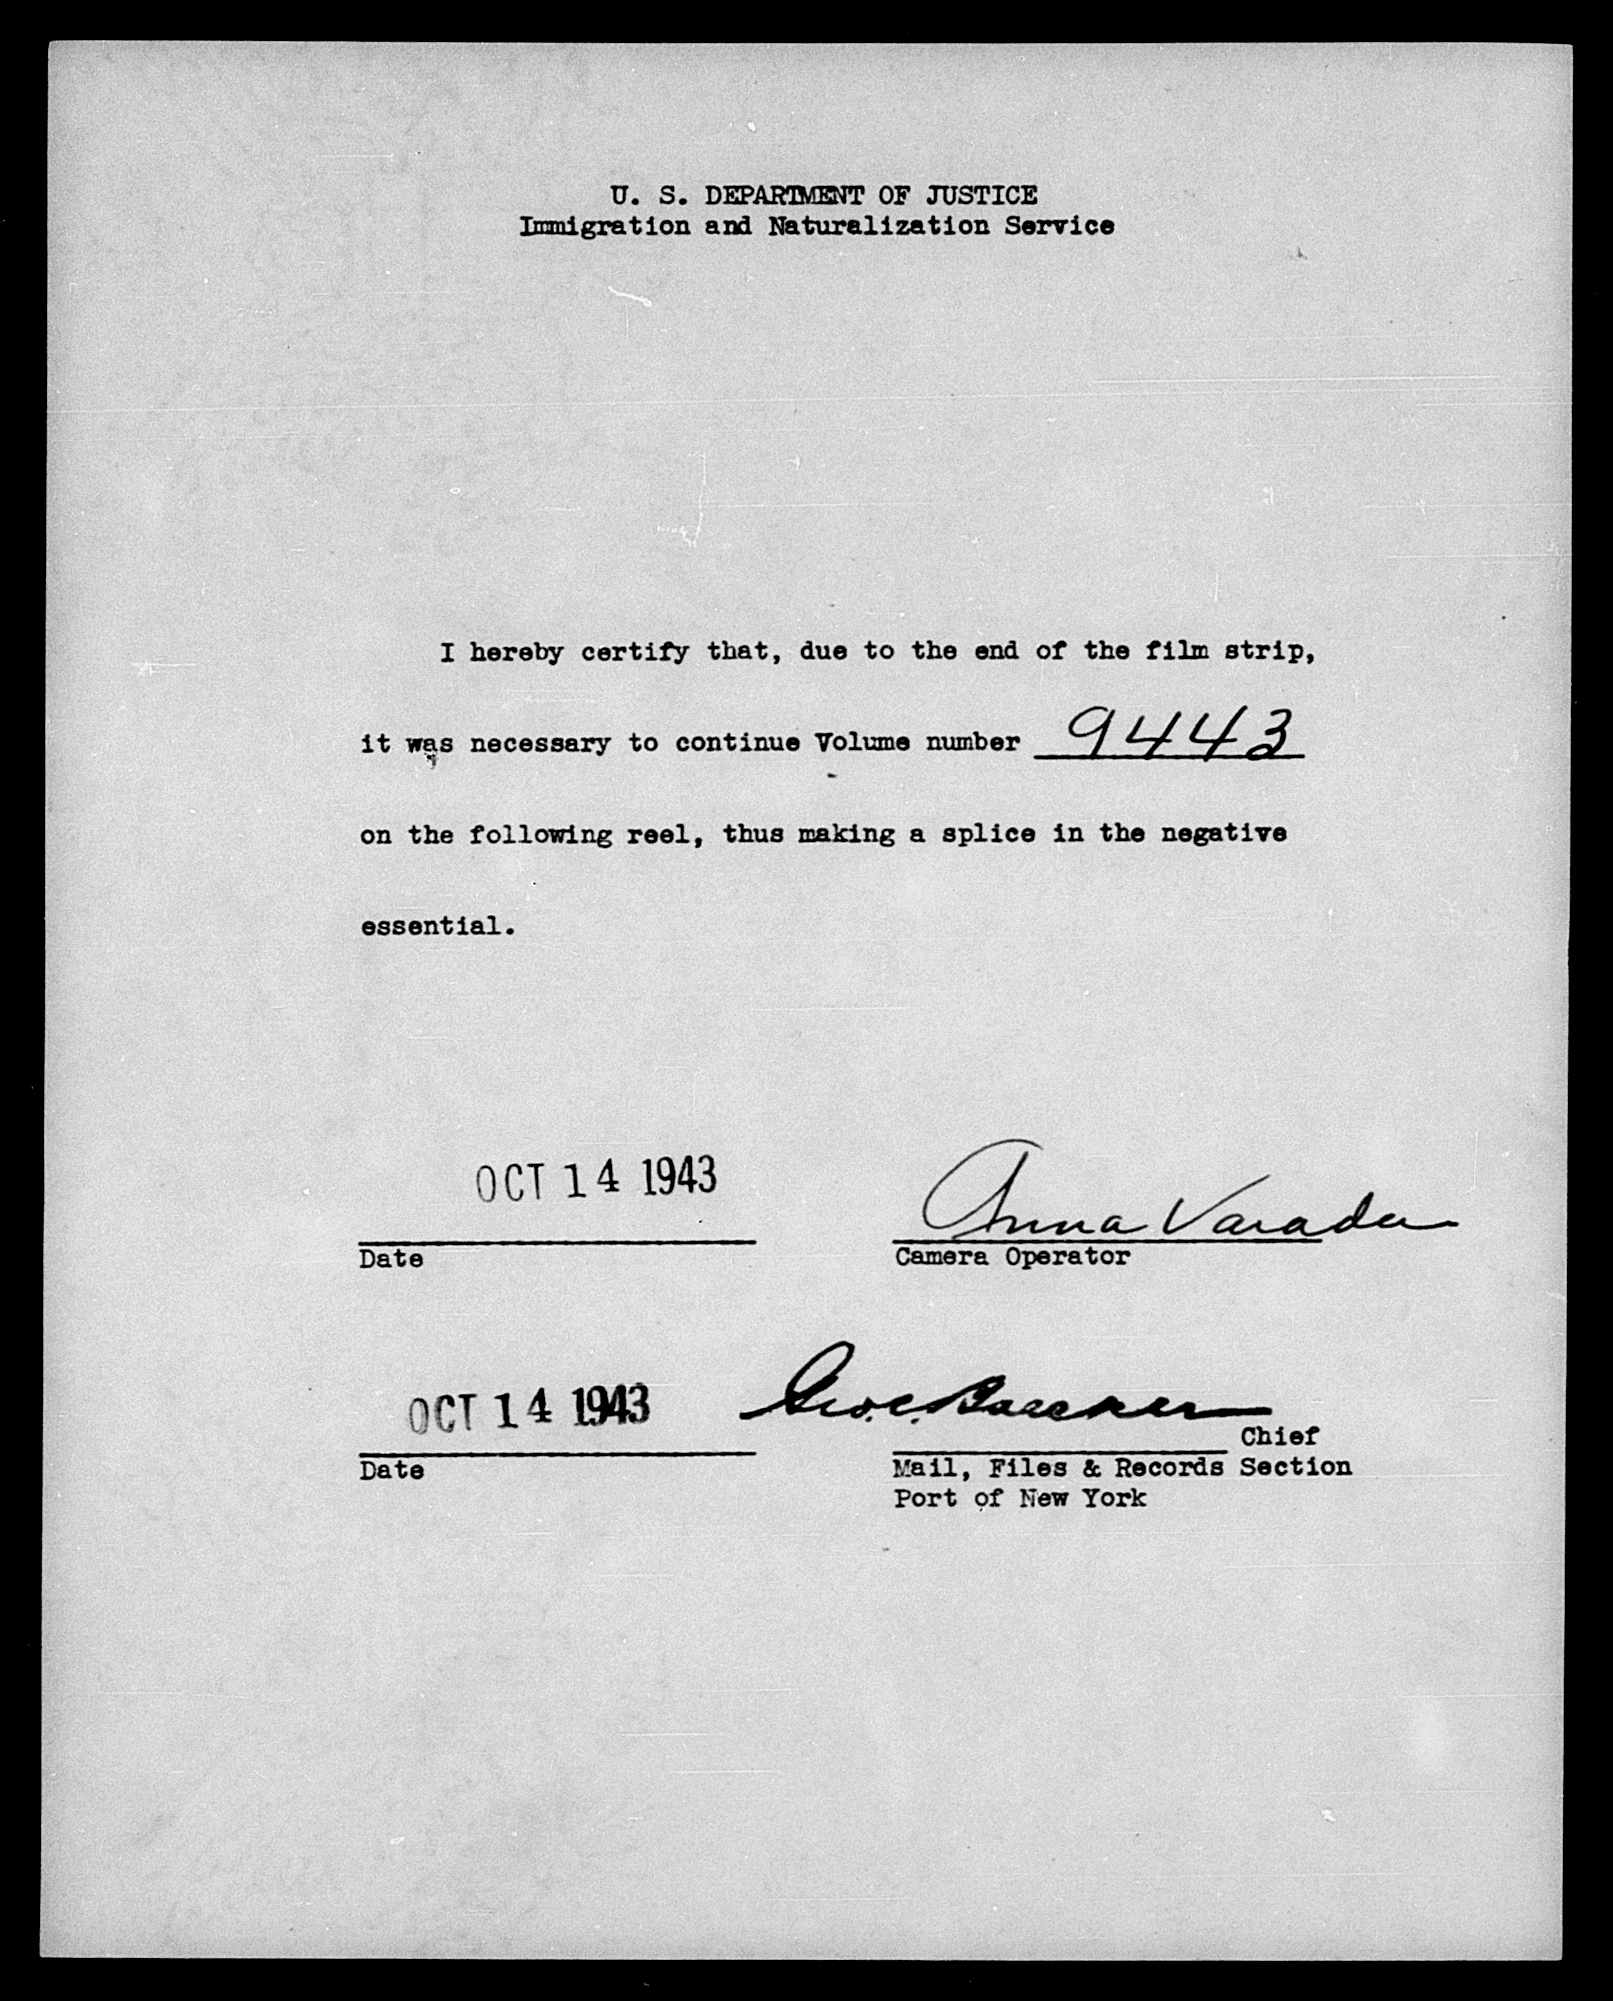 U. S. DEPARTMENT OF JUSTICE
Immigration and Naturalization Service
I hereby certify that, due to the end of the film strip,
it was necessary to continue Volume number 9443
on the following reel, thus making a splice in the negative
essential.
OCT 14 1943
Anna
Date
Camera Operator
OCT 14 1943
Geo. C.
Chief
Date
Mail, Files & Records Section
Port of New York